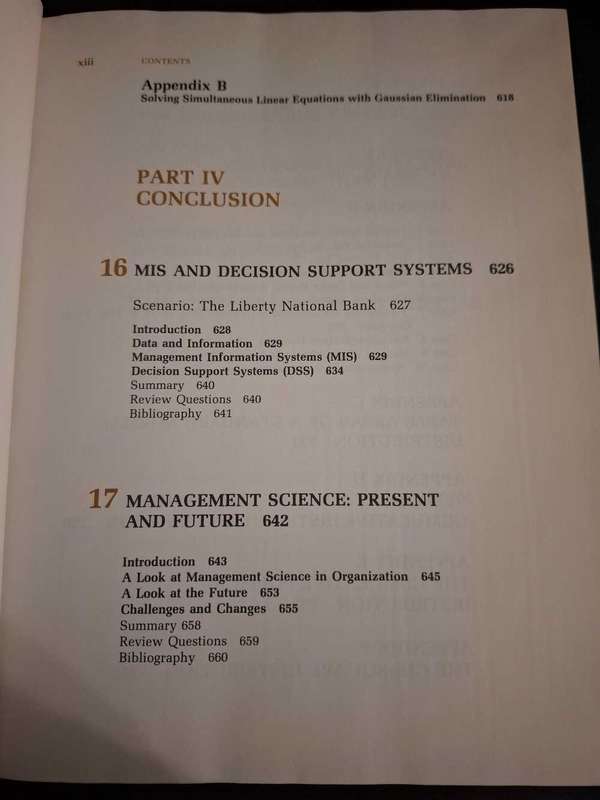 xiii CONTENTS
Appendix B
Solving Simultaneous Linear Equations with Gaussian Elimination 618
PART IV
CONCLUSION
16 MIS AND DECISION SUPPORT SYSTEMS 626
Scenario: The Liberty National Bank 627
Introduction 628
Data and Information 629
Management Information Systems (MIS) 629
Decision Support Systems (DSS) 634
Summary 640
Review Questions 640
Bibliography 641
17 MANAGEMENT SCIENCE: PRESENT
AND FUTURE 642
Introduction 643
A Look at Management Science in Organization 645
A Look at the Future 653
Challenges and Changes 655
Summary 658
Review Questions 659
Bibliography 660